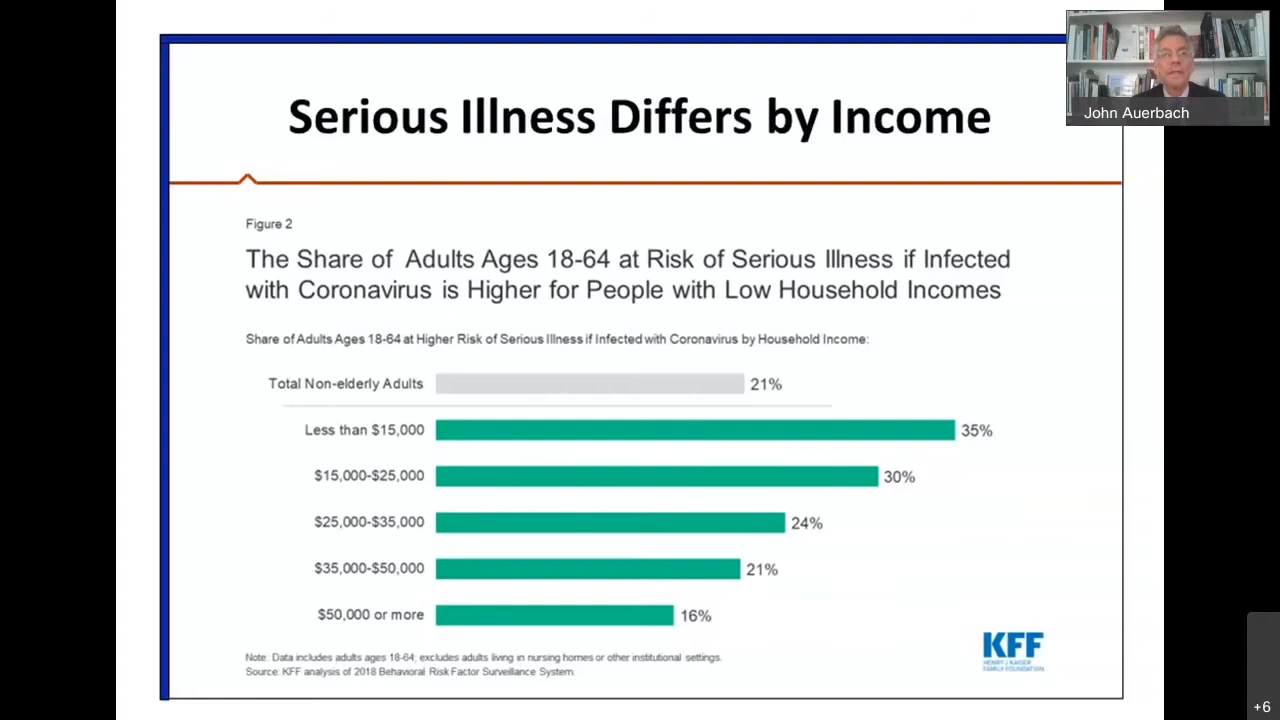 Serious Illness Differs by Income
John Auerbach
Figure 2
The Share of Adults Ages 18-64 at Risk of Serious Illness if Infected
with Coronavirus is Higher for People with Low Household Incomes
Share of Adults Ages 18-64 at Higher Risk of Serious Illness if Infected with Coronavirus by Household Income:
Total Non-elderly Adults 21%
Less than $15,000 35%
$15,000-$25,000 30%
$25,000-$35,000 24%
$35,000-$50,000 21%
$50,000 or more 16%
Note: Data includes adults ages 18-64; excludes adults living in nursing homes or other institutional settings.
Source: KFF analysis of 2018 Behavioral Risk Factor Surveillance System.
KFF
HENRY J KAISER
FAMILY FOUNDATION
+6